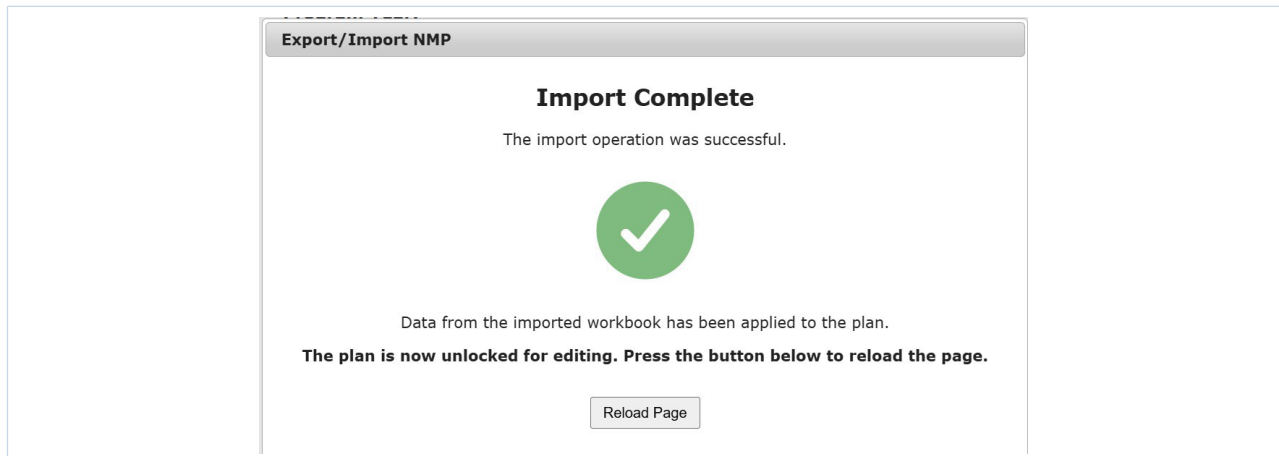 Export/Import NMP
Import Complete
The import operation was successful.
Data from the imported workbook has been applied to the plan.
The plan is now unlocked for editing. Press the button below to reload the page.
Reload Page